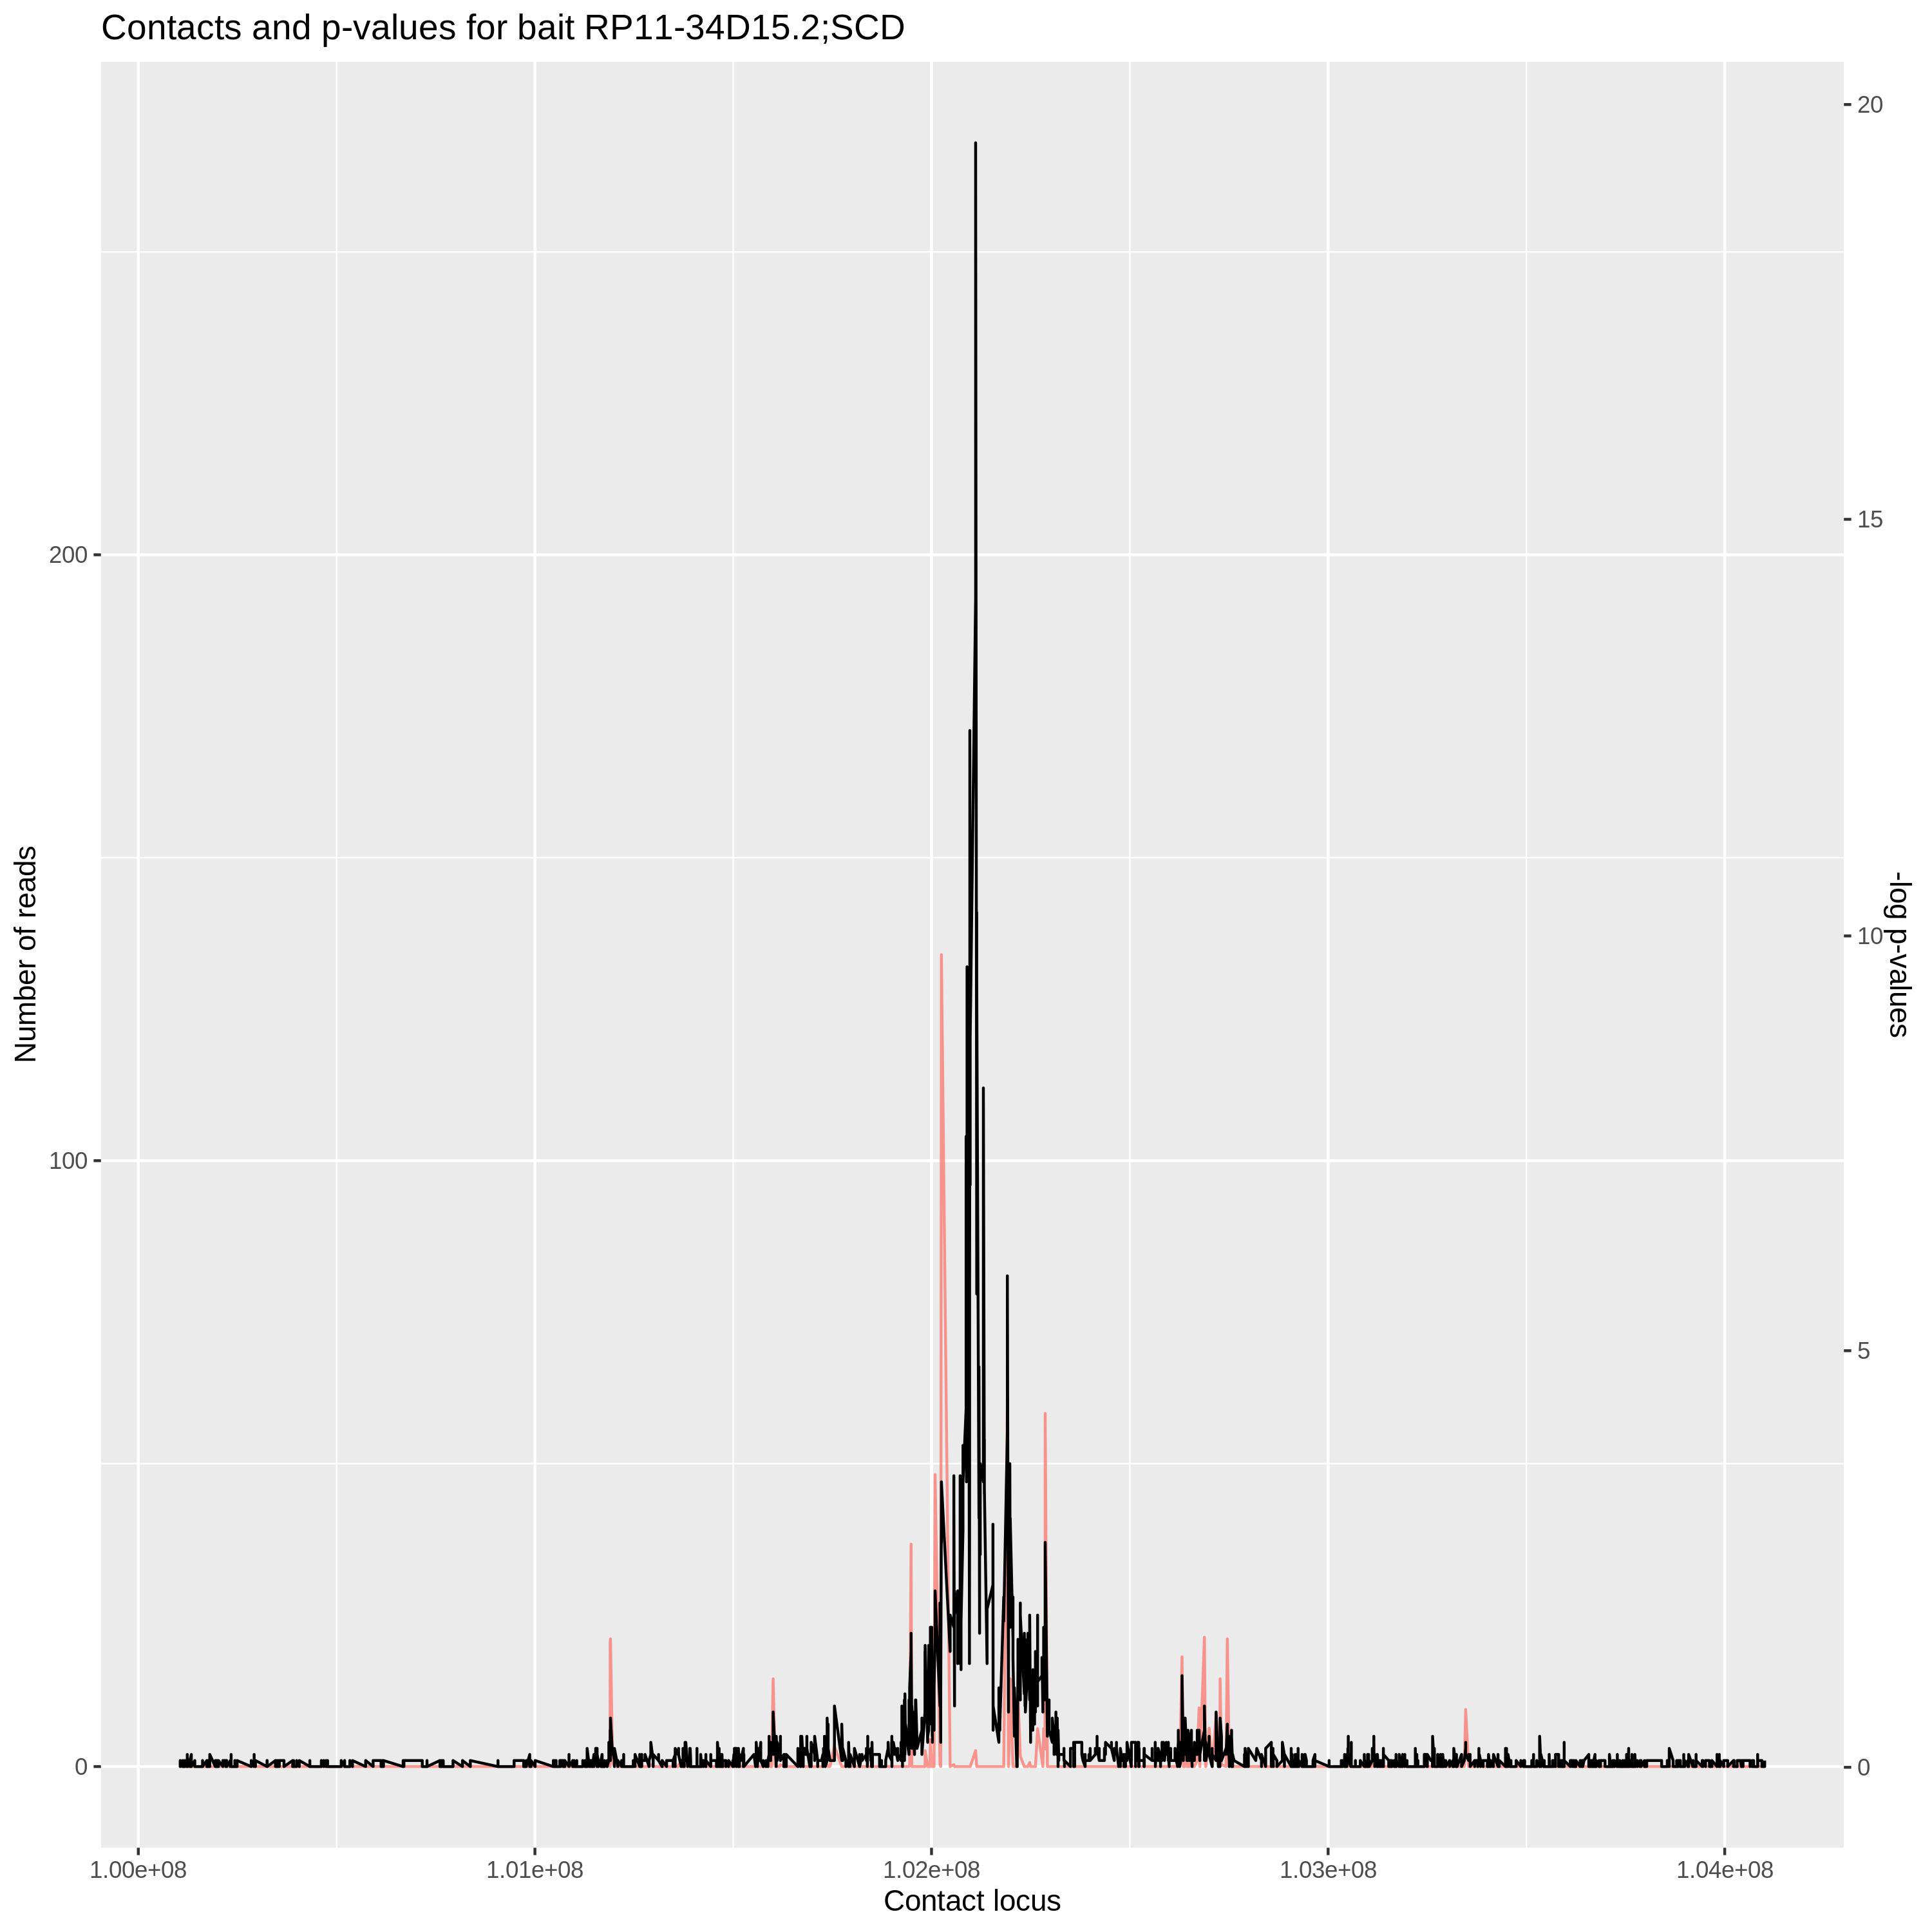 Contacts and p-values for bait RP11-34D15.2;SCD
20
15
10
5
0
200
100
0
Number of reads
-log p-values
1.00e+08 1.01e+08 1.02e+08 1.03e+08 1.04e+08
Contact locus